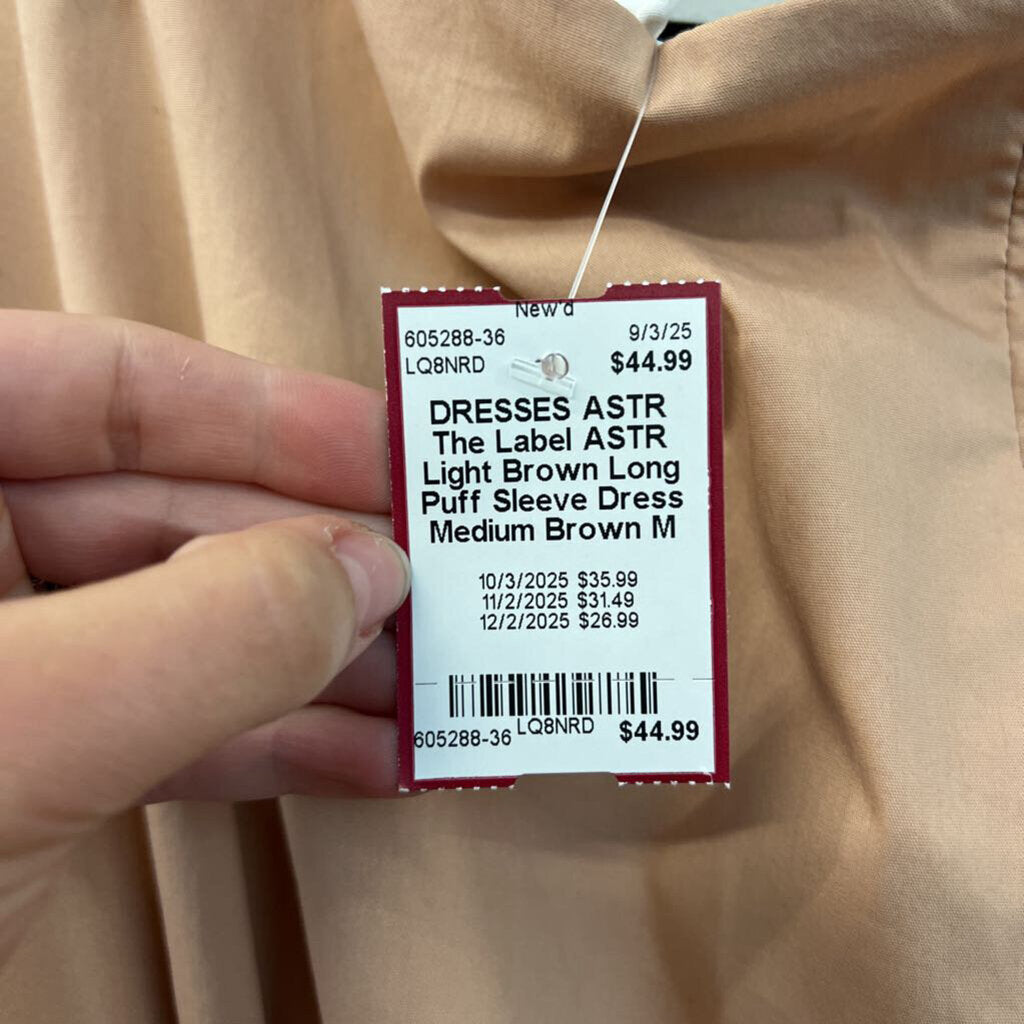 New'd
605288-36 9/3/25
LQ8NRD $44.99
DRESSES ASTR
The Label ASTR
Light Brown Long
Puff Sleeve Dress
Medium Brown M
10/3/2025 $35.99
11/2/2025 $31.49
12/2/2025 $26.99
605288-36 LQ8NRD $44.99